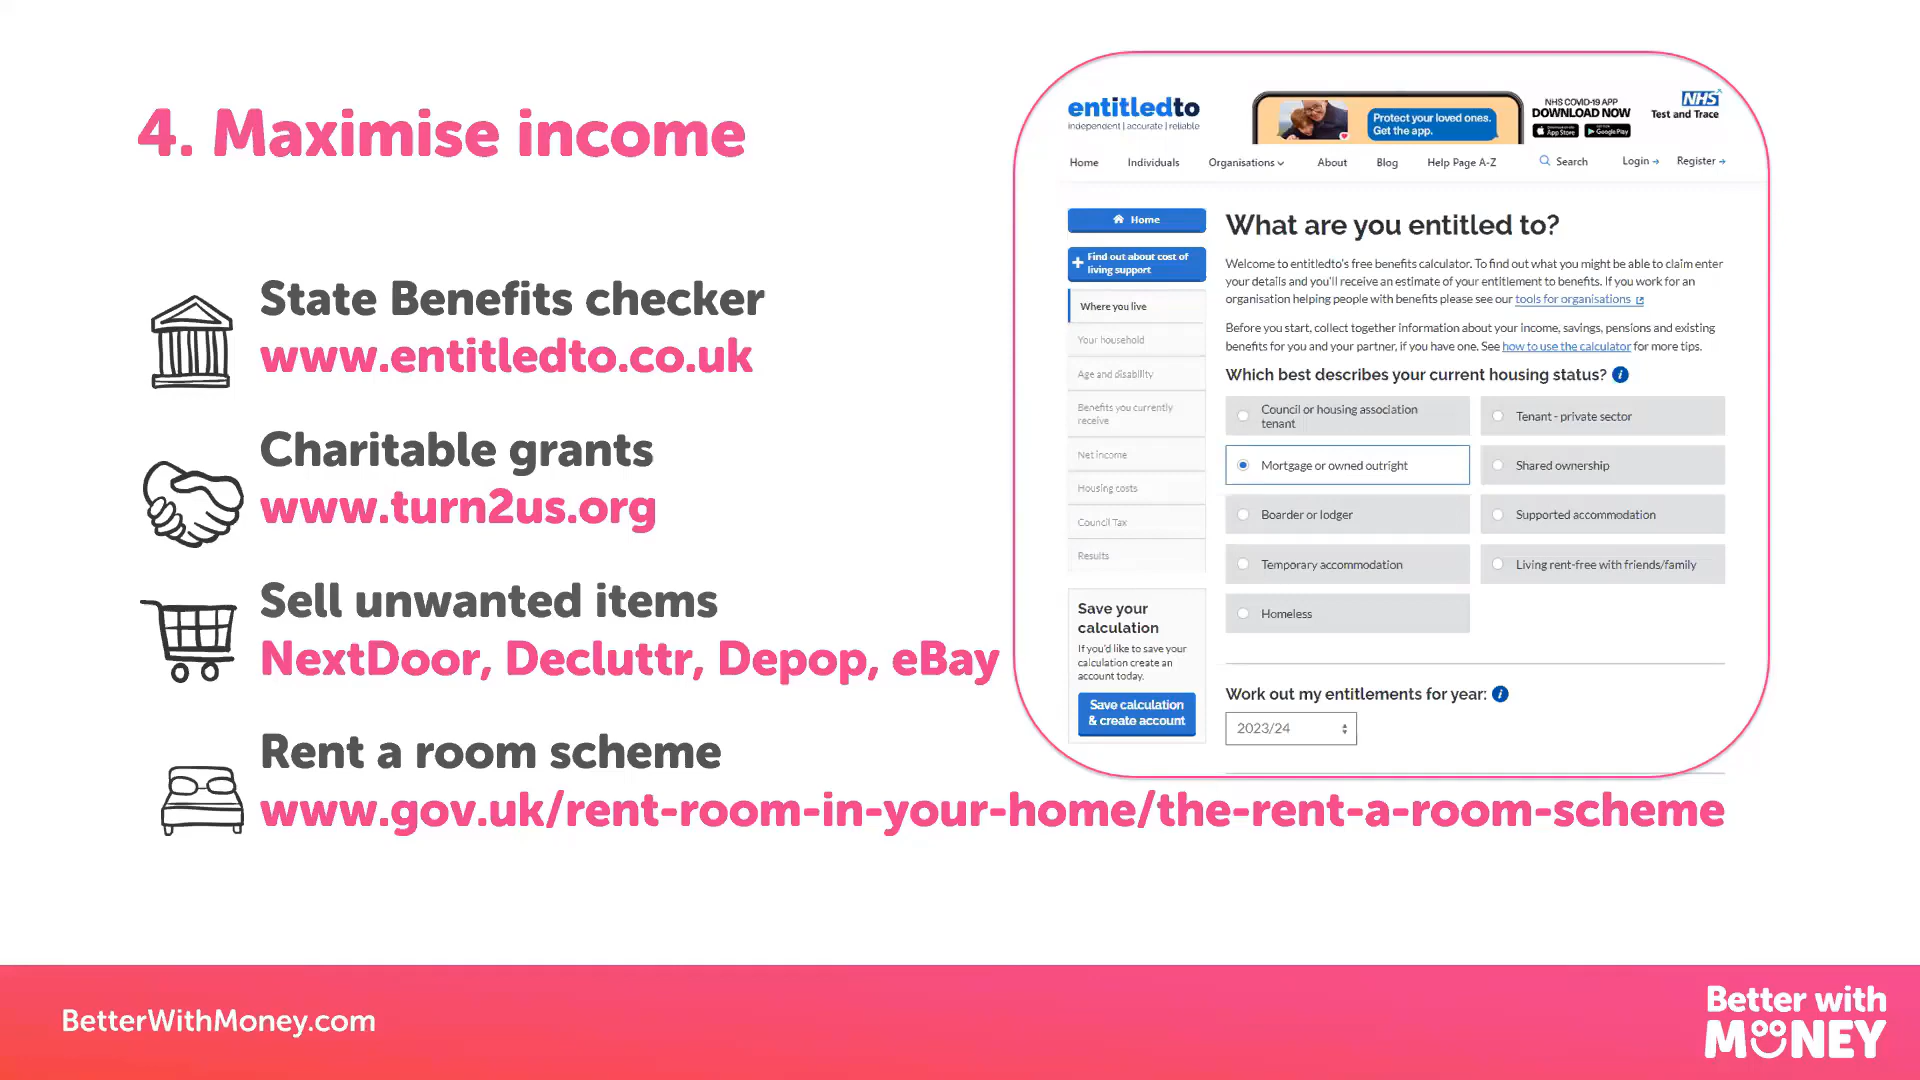 4. Maximise income
State Benefits checker
www.entitledto.co.uk
Charitable grants
www.turn2us.org
Sell unwanted items
NextDoor, Decluttr, Depop, eBay
Rent a room scheme
www.gov.uk/rent-room-in-your-home/the-rent-a-room-scheme
entitledto
independent | accurate | reliable
Protect your loved ones.
Get the app.
NHS COVID-19 APP
DOWNLOAD NOW
App Store
Google Play
NHS
Test and Trace
Home Individuals Organisations About Blog Help Page A-Z Search Login Register
Home
Find out about cost of
living support
Where you live
Your household
Age and disability
Benefits you currently
receive
Net income
Housing costs
Council Tax
Results
Save your
calculation
If you'd like to save your
calculation create an
account today.
Save calculation
& create account
What are you entitled to?
Welcome to entitledto's free benefits calculator. To find out what you might be able to claim enter
your details and you'll receive an estimate of your entitlement to benefits. If you work for an
organisation helping people with benefits please see our tools for organisations
Before you start, collect together information about your income, savings, pensions and existing
benefits for you and your partner, if you have one. See how to use the calculator for more tips.
Which best describes your current housing status? i
Council or housing association
tenant
Tenant - private sector
Mortgage or owned outright
Shared ownership
Boarder or lodger
Supported accommodation
Temporary accommodation
Living rent-free with friends/family
Homeless
Work out my entitlements for year: i
2023/24
BetterWithMoney.com
Better with
MONEY